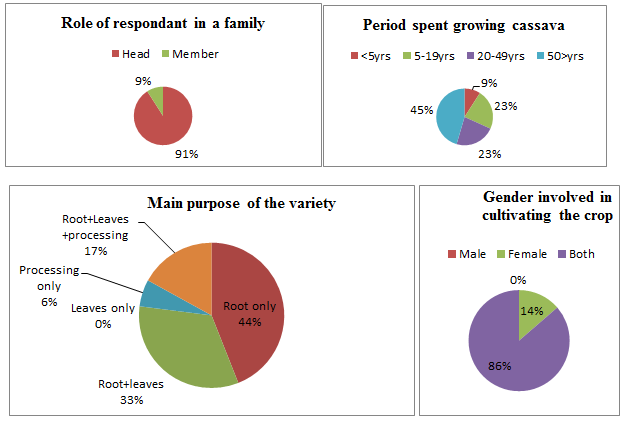 Role of respondant in a family
Head Member
9%
91%
Period spent growing cassava
<5yrs 5-19yrs 20-49yrs 50>yrs
9%
23%
23%
45%
Main purpose of the variety
Root+Leaves
+processing
17%
Processing
only
6%
Leaves only
0%
Root only
44%
Root+leaves
33%
Gender involved in
cultivating the crop
Male Female Both
0%
14%
86%